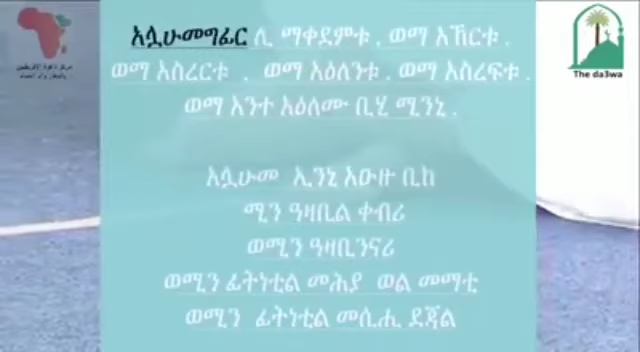 አሏሁመግፊር ሊ ማቀደምቱ . ወማ አኸርቱ .
ወማ አስረርቱ . ወማ አዕለንቱ . ወማ አስረፍቱ .
ወማ አንተ አዕለሙ ቢሂ ሚንኒ .
አሏሁመ ኢንኒ አዑዙ ቢከ
ሚን ዓዛቢል ቀብሪ
ወሚን ዓዛቢንናሪ
ወሚን ፊትነቲል መሕያ ወል መማቲ
ወሚን ፊትነቲል መሲሒ ደጃል
The da3wa